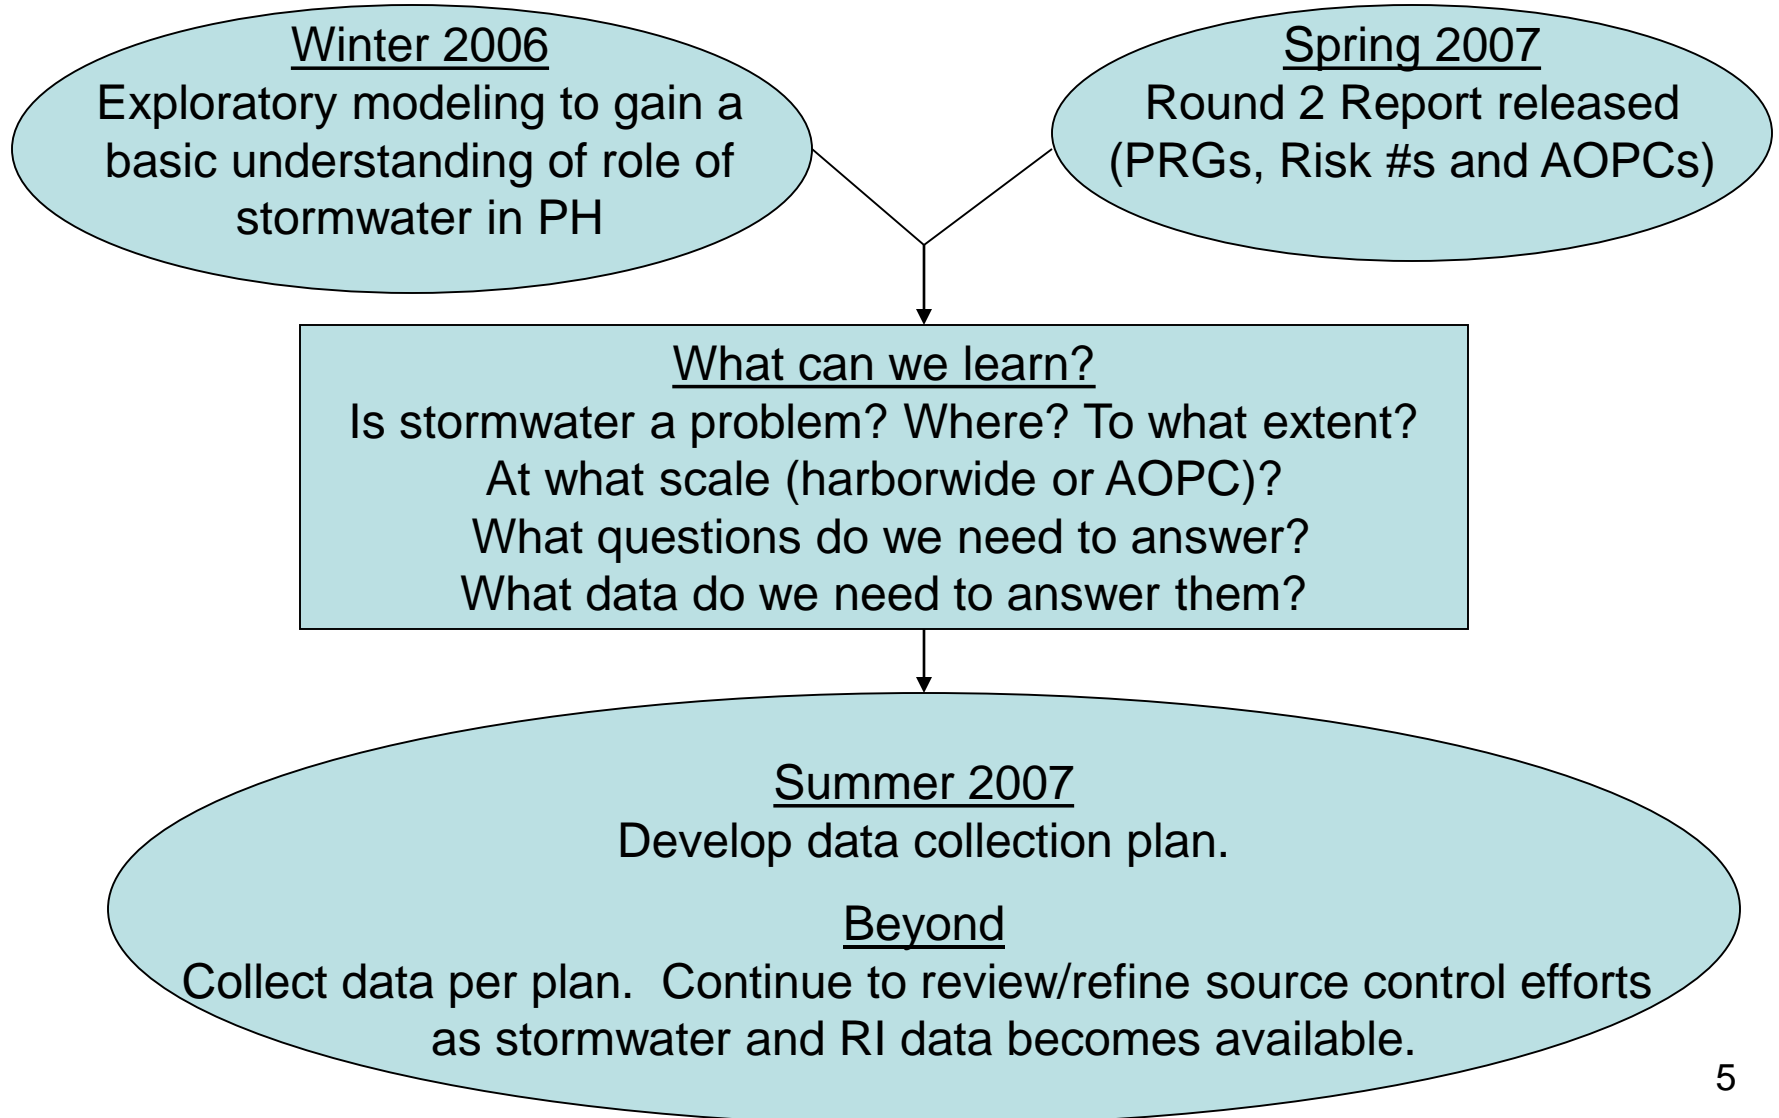 Winter 2006
Exploratory modeling to gain a
basic understanding of role of
stormwater in PH
Spring 2007
Round 2 Report released
(PRGs, Risk #s and AOPCs)
What can we learn?
Is stormwater a problem? Where? To what extent?
At what scale (harborwide or AOPC)?
What questions do we need to answer?
What data do we need to answer them?
Summer 2007
Develop data collection plan.
Beyond
Collect data per plan.  Continue to review/refine source control efforts
as stormwater and RI data becomes available.
5